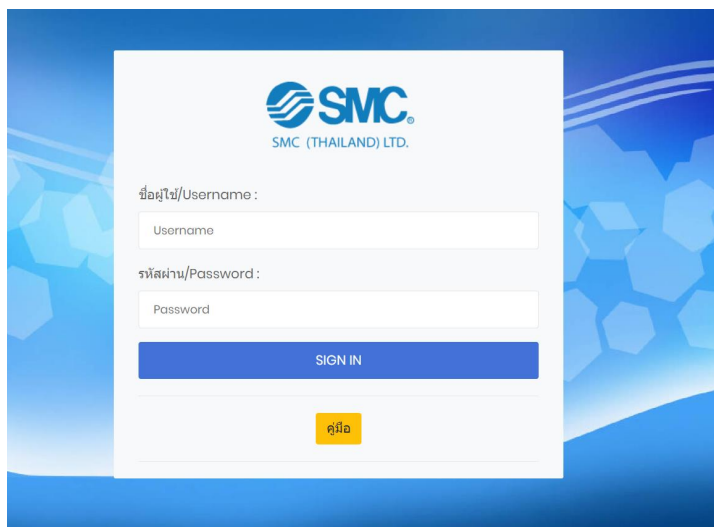 SMC®
SMC (THAILAND) LTD.
ชื่อผู้ใช้/Username :
Username
รหัสผ่าน/Password :
Password
SIGN IN
คู่มือ